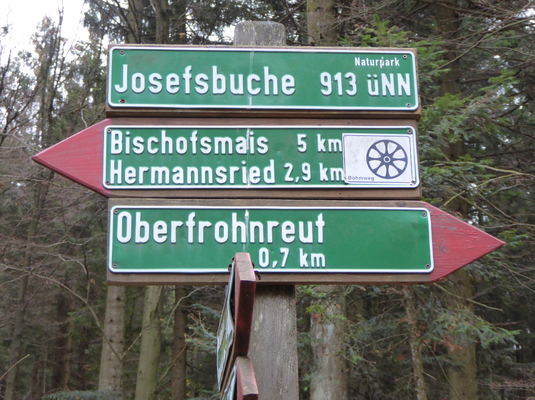 Naturpark
Josefsbuche 913 üNN
Bischofsmais 5 km
Hermannsried 2,9 km
Böhmweg
Oberfrohnreut
0,7 km